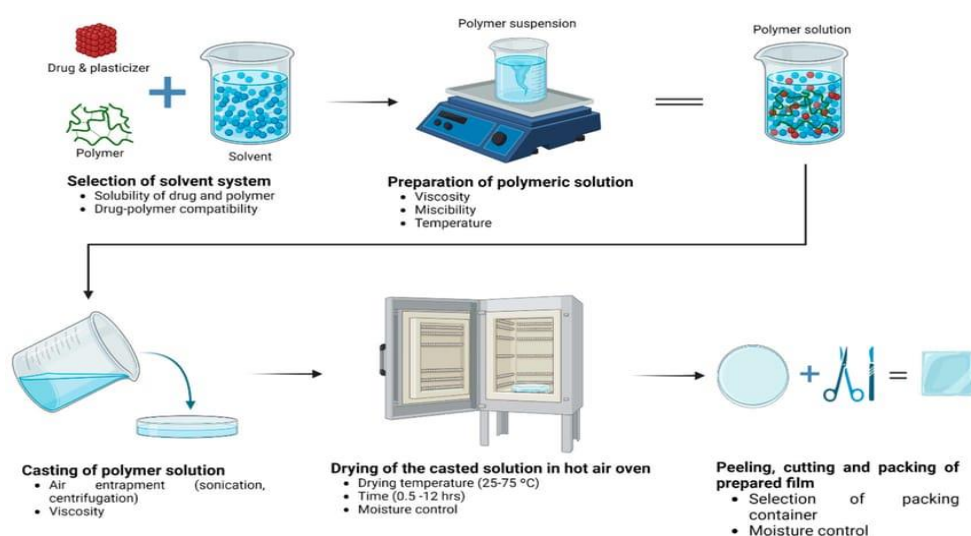 Drug & plasticizer
Polymer
Solvent
Polymer suspension
Polymer solution
Selection of solvent system
• Solubility of drug and polymer
• Drug-polymer compatibility
Preparation of polymeric solution
• Viscosity
• Miscibility
• Temperature
Casting of polymer solution
• Air entrapment (sonication,
centrifugation)
• Viscosity
Drying of the casted solution in hot air oven
• Drying temperature (25-75 ºC)
• Time (0.5 -12 hrs)
• Moisture control
Peeling, cutting and packing of
prepared film
• Selection of packing
container
• Moisture control